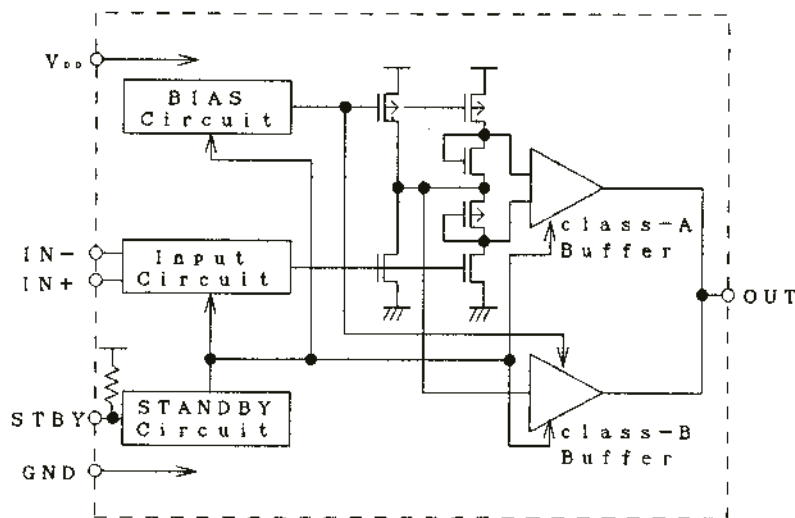 VDD
BIAS
Circuit
IN-
IN+
Input
Circuit
class-A
Buffer
OUT
STBY
STANDBY
Circuit
class-B
Buffer
GND